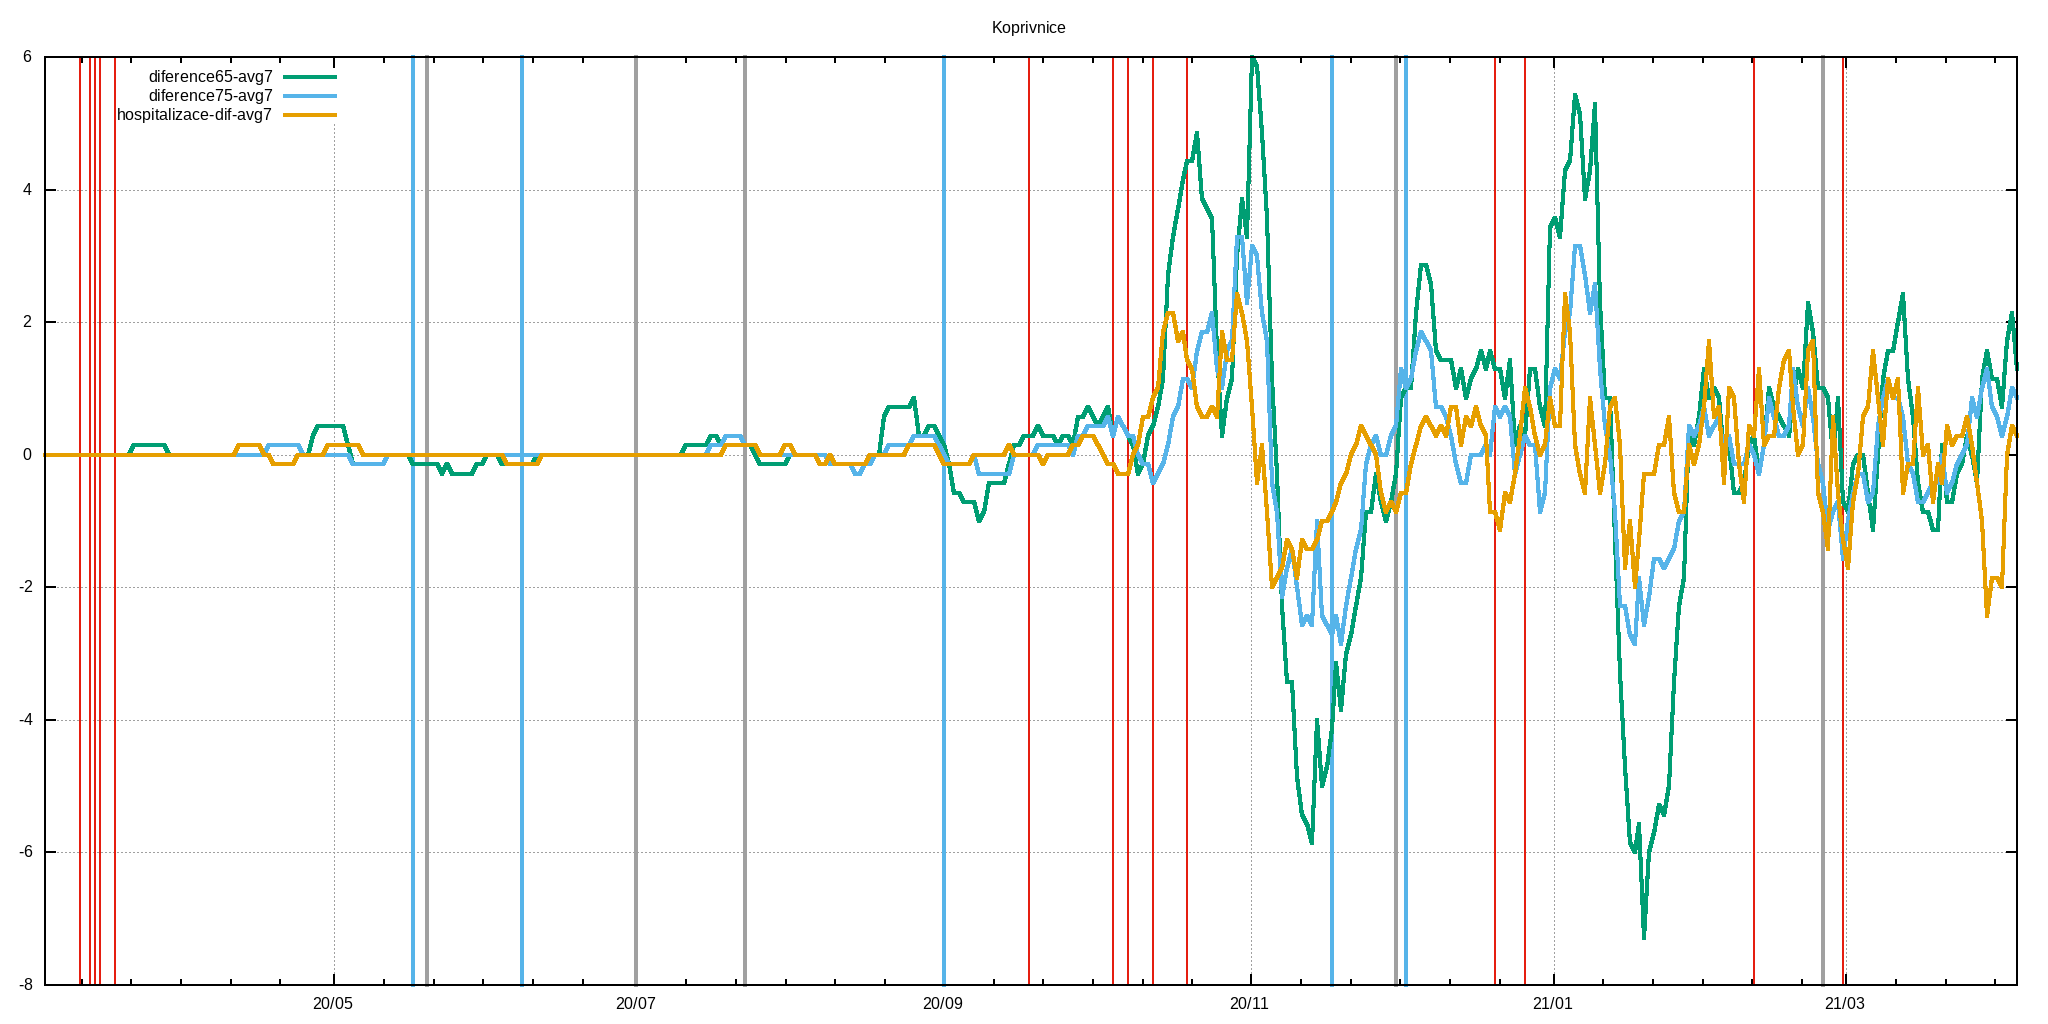 Koprivnice
6
diference65-avg7
diference75-avg7
hospitalizace-dif-avg7
4
2
0
-2
-4
-6
-8
20/05 20/07 20/09 20/11 21/01 21/03